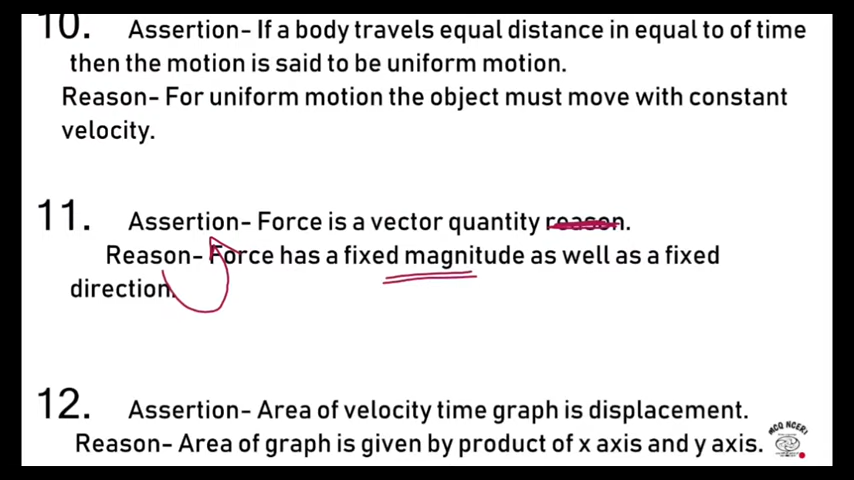 10. Assertion- If a body travels equal distance in equal to of time
then the motion is said to be uniform motion.
Reason- For uniform motion the object must move with constant
velocity.
11. Assertion- Force is a vector quantity reason.
Reason- Force has a fixed magnitude as well as a fixed
direction.
12. Assertion- Area of velocity time graph is displacement.
Reason- Area of graph is given by product of x axis and y axis.
MCQ NCERT